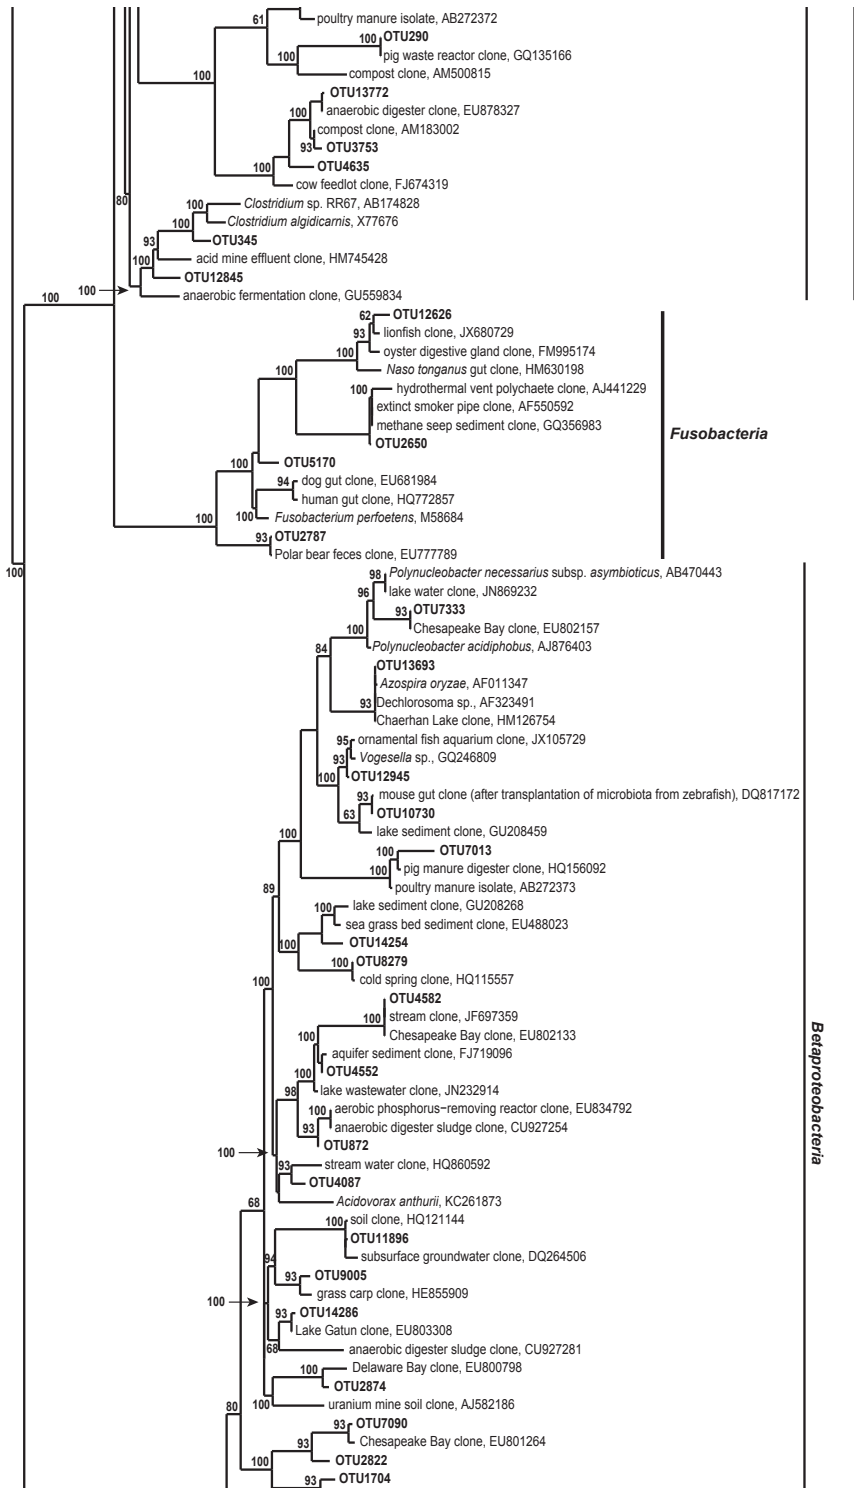 61
poultry manure isolate, AB272372
100
OTU290
pig waste reactor clone, GQ135166
100
compost clone, AM500815
100
OTU13772
anaerobic digester clone, EU878327
100
compost clone, AM183002
93
OTU3753
OTU4635
100
cow feedlot clone, FJ674319
80
100
Clostridium sp. RR67, AB174828
Clostridium algidicarnis, X77676
100
OTU345
93
acid mine effluent clone, HM745428
100
OTU12845
100
anaerobic fermentation clone, GU559834
100
62
OTU12626
lionfish clone, JX680729
93
oyster digestive gland clone, FM995174
100
Naso tonganus gut clone, HM630198
100
100
hydrothermal vent polychaete clone, AJ441229
extinct smoker pipe clone, AF550592
methane seep sediment clone, GQ356983
OTU2650
Fusobacteria
100
OTU5170
94
dog gut clone, EU681984
human gut clone, HQ772857
100
Fusobacterium perfoetens, M58684
100
93
OTU2787
Polar bear feces clone, EU777789
100
98
Polynucleobacter necessarius subsp. asymbioticus, AB470443
lake water clone, JN869232
96
93
OTU7333
Chesapeake Bay clone, EU802157
100
Polynucleobacter acidiphobus, AJ876403
84
OTU13693
Azospira oryzae, AF011347
93
Dechlorosoma sp., AF323491
Chaerhan Lake clone, HM126754
95
ornamental fish aquarium clone, JX105729
93
Vogesella sp., GQ246809
100
OTU12945
93
mouse gut clone (after transplantation of microbiota from zebrafish), DQ817172
OTU10730
63
lake sediment clone, GU208459
100
100
OTU7013
pig manure digester clone, HQ156092
100
poultry manure isolate, AB272373
89
100
lake sediment clone, GU208268
sea grass bed sediment clone, EU488023
100
OTU14254
100
OTU8279
cold spring clone, HQ115557
100
OTU4582
100
stream clone, JF697359
Chesapeake Bay clone, EU802133
100
aquifer sediment clone, FJ719096
100
OTU4552
98
lake wastewater clone, JN232914
100
aerobic phosphorus−removing reactor clone, EU834792
93
anaerobic digester sludge clone, CU927254
OTU872
Betaproteobacteria
100
93
stream water clone, HQ860592
OTU4087
68
Acidovorax anthurii, KC261873
100
soil clone, HQ121144
OTU11896
94
subsurface groundwater clone, DQ264506
93
OTU9005
grass carp clone, HE855909
100
93
OTU14286
Lake Gatun clone, EU803308
68
anaerobic digester sludge clone, CU927281
100
Delaware Bay clone, EU800798
OTU2874
100
uranium mine soil clone, AJ582186
80
93
OTU7090
Chesapeake Bay clone, EU801264
93
OTU2822
100
93
OTU1704